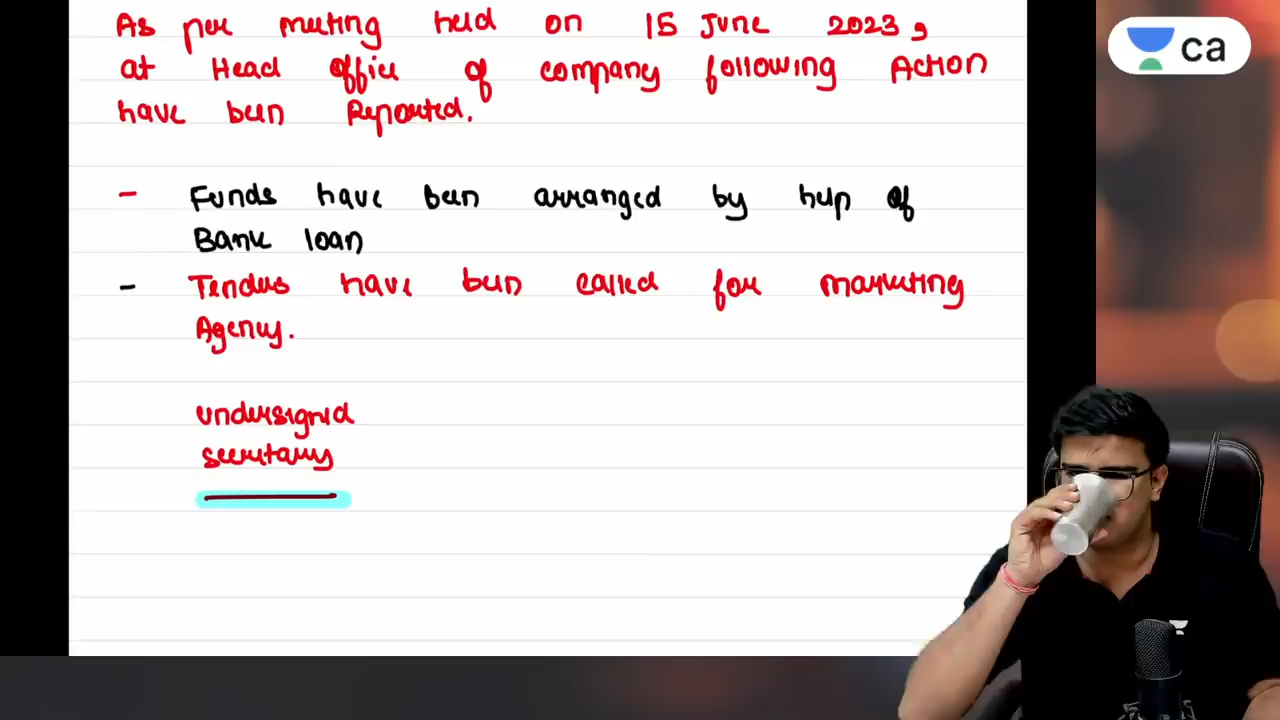 As per meeting held on 15 June 2023,
at Head office of company following Action
have been Reported.
- Funds have been arranged by help of
Bank loan
- Tenders have been called for marketing
Agency.
undersigned
secretary
ca